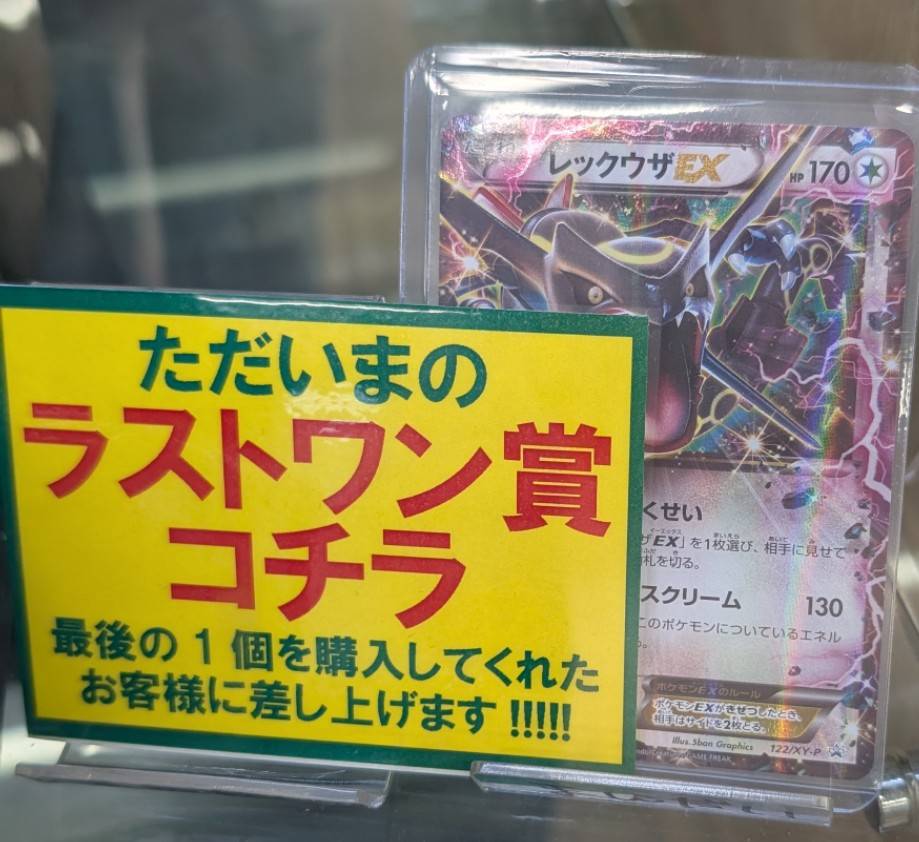 ただいまの
ラストワン賞
コチラ
最後の1個を購入してくれた
お客様に差し上げます!!!!!
レックウザEX
HP170
くせい
ザEX」を1枚選び、相手に見せて
札を切る。
スクリーム 130
このポケモンについているエネル
ポケモンEXのルール
ポケモンEXがきぜつしたとき、
相手はサイドを2枚とる。
illus. 5ban Graphics 122/XY-P